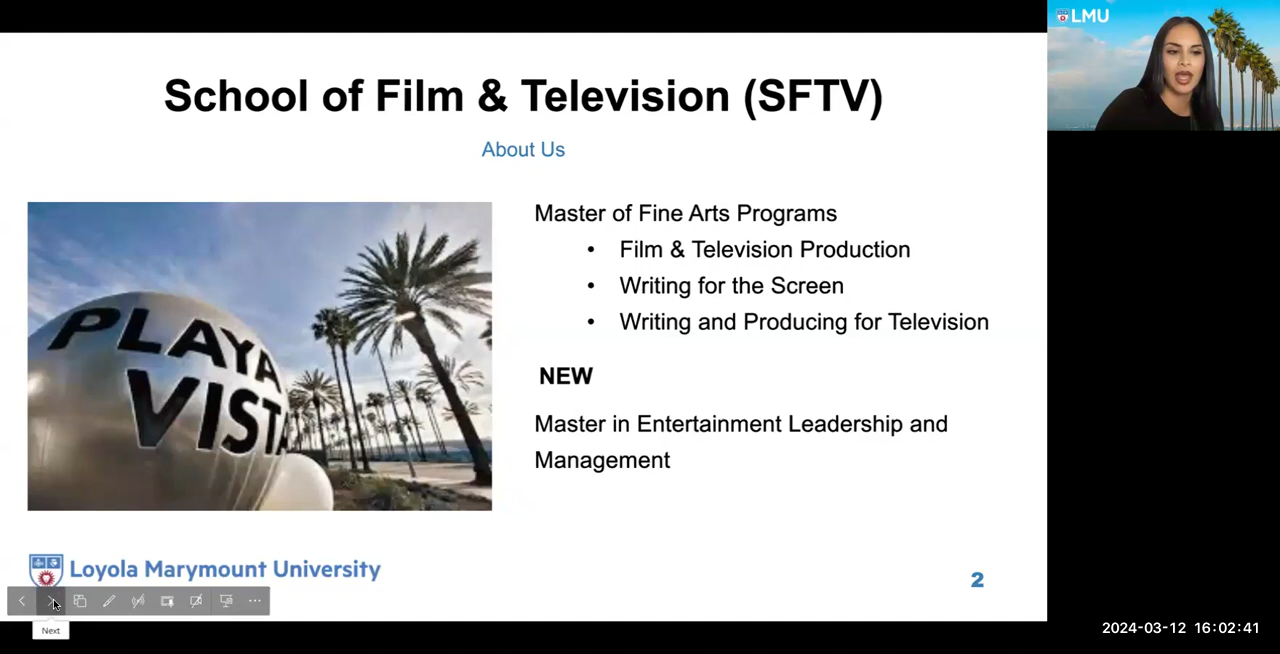 LMU
School of Film & Television (SFTV)
About Us
PLAYA
VISTA
Master of Fine Arts Programs
• Film & Television Production
• Writing for the Screen
• Writing and Producing for Television
NEW
Master in Entertainment Leadership and
Management
Loyola Marymount University
2
Next
2024-03-12 16:02:41